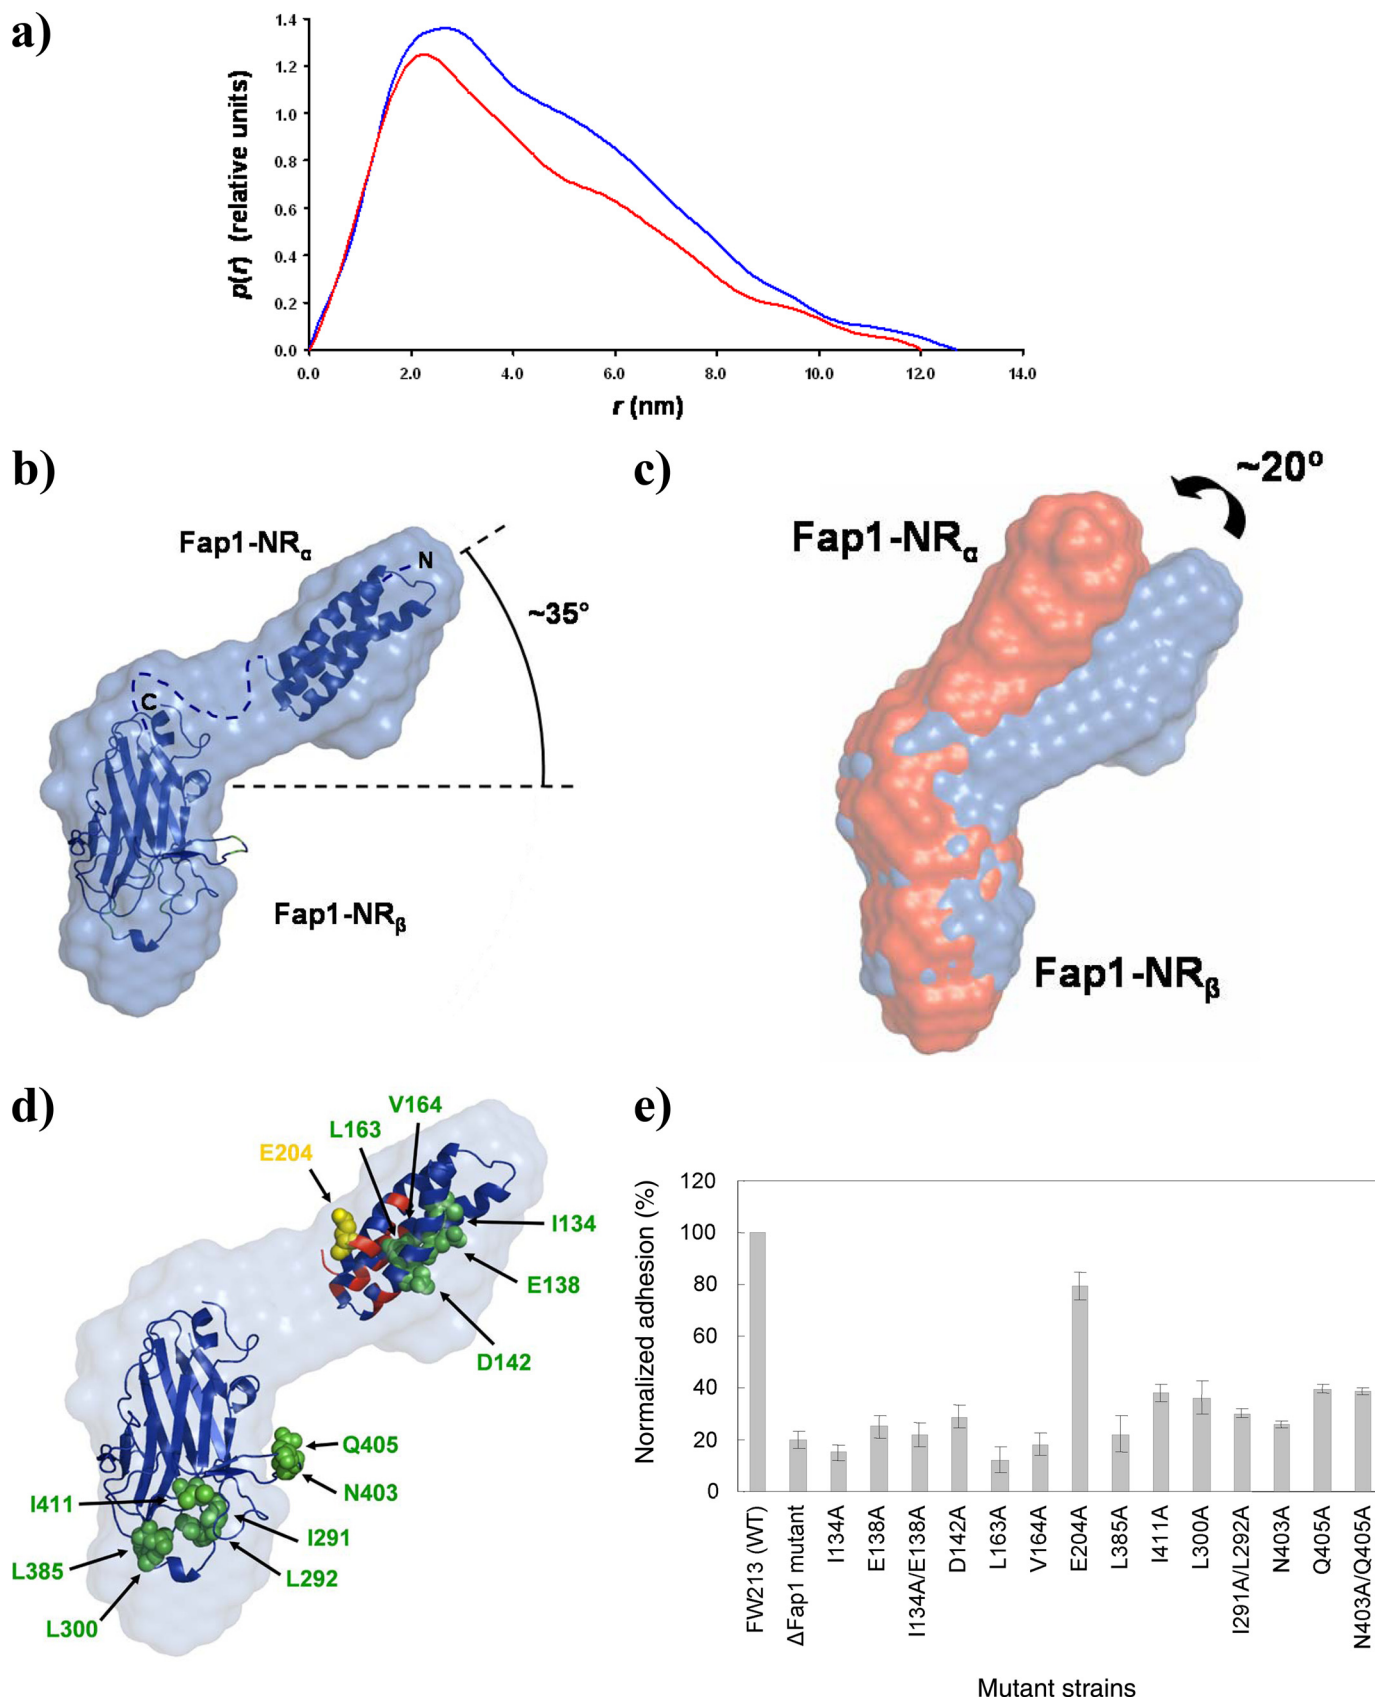 a)
p(r) (relative units)
1.4
1.2
1.0
0.8
0.6
0.4
0.2
0.0
0.0 2.0 4.0 6.0 8.0 10.0 12.0 14.0
r (nm)
b)
Fap1-NRα
N
~35°
C
Fap1-NRβ
c)
~20°
Fap1-NRα
Fap1-NRβ
d)
V164
L163
E204
I134
E138
D142
Q405
N403
I411
I291
L385
L292
L300
e)
Normalized adhesion (%)
120
100
80
60
40
20
0
FW213 (WT)
ΔFap1 mutant
I134A
E138A
I134A/E138A
D142A
L163A
V164A
E204A
L385A
I411A
L300A
I291A/L292A
N403A
Q405A
N403A/Q405A
Mutant strains